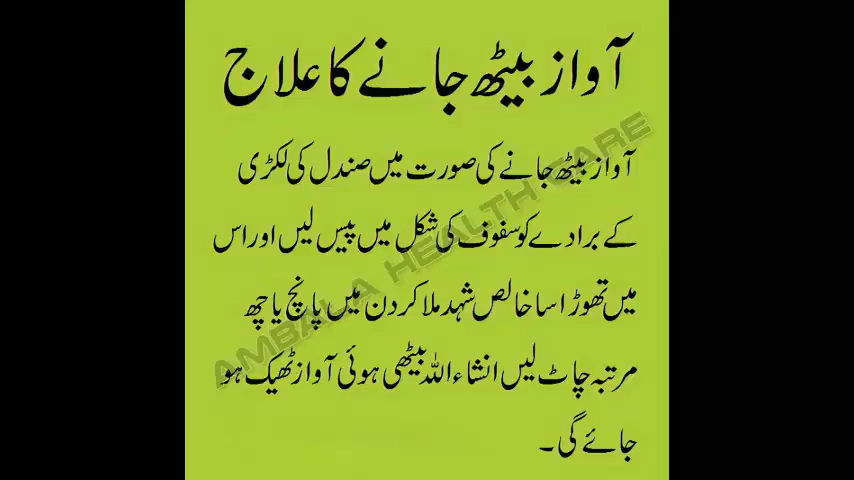 آواز بیٹھ جانے کا علاج
آواز بیٹھ جانے کی صورت میں صندل کی لکڑی
کے برادے کو سفوف کی شکل میں پیس لیں اور اس
میں تھوڑا سا خالص شہد ملا کر دن میں پانچ یا چھ
مرتبہ چاٹ لیں انشاء اللہ بیٹھی ہوئی آواز ٹھیک ہو
جائے گی۔
AMBALA HEALTH CARE